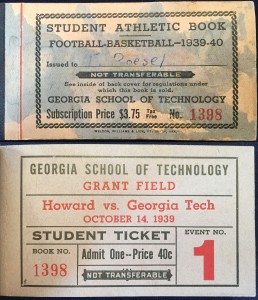 STUDENT ATHLETIC BOOK
FOOTBALL-BASKETBALL-1939-40
Issued to
NOT TRANSFERABLE
See inside of back cover for regulations under
which this book is sold.
GEORGIA SCHOOL OF TECHNOLOGY
Subscription Price $3.75 Tax Free No. 1398
GEORGIA SCHOOL OF TECHNOLOGY
GRANT FIELD
Howard vs. Georgia Tech
OCTOBER 14, 1939
STUDENT TICKET
EVENT NO.
BOOK NO.
1398
Admit One--Price 40c
1
NOT TRANSFERABLE